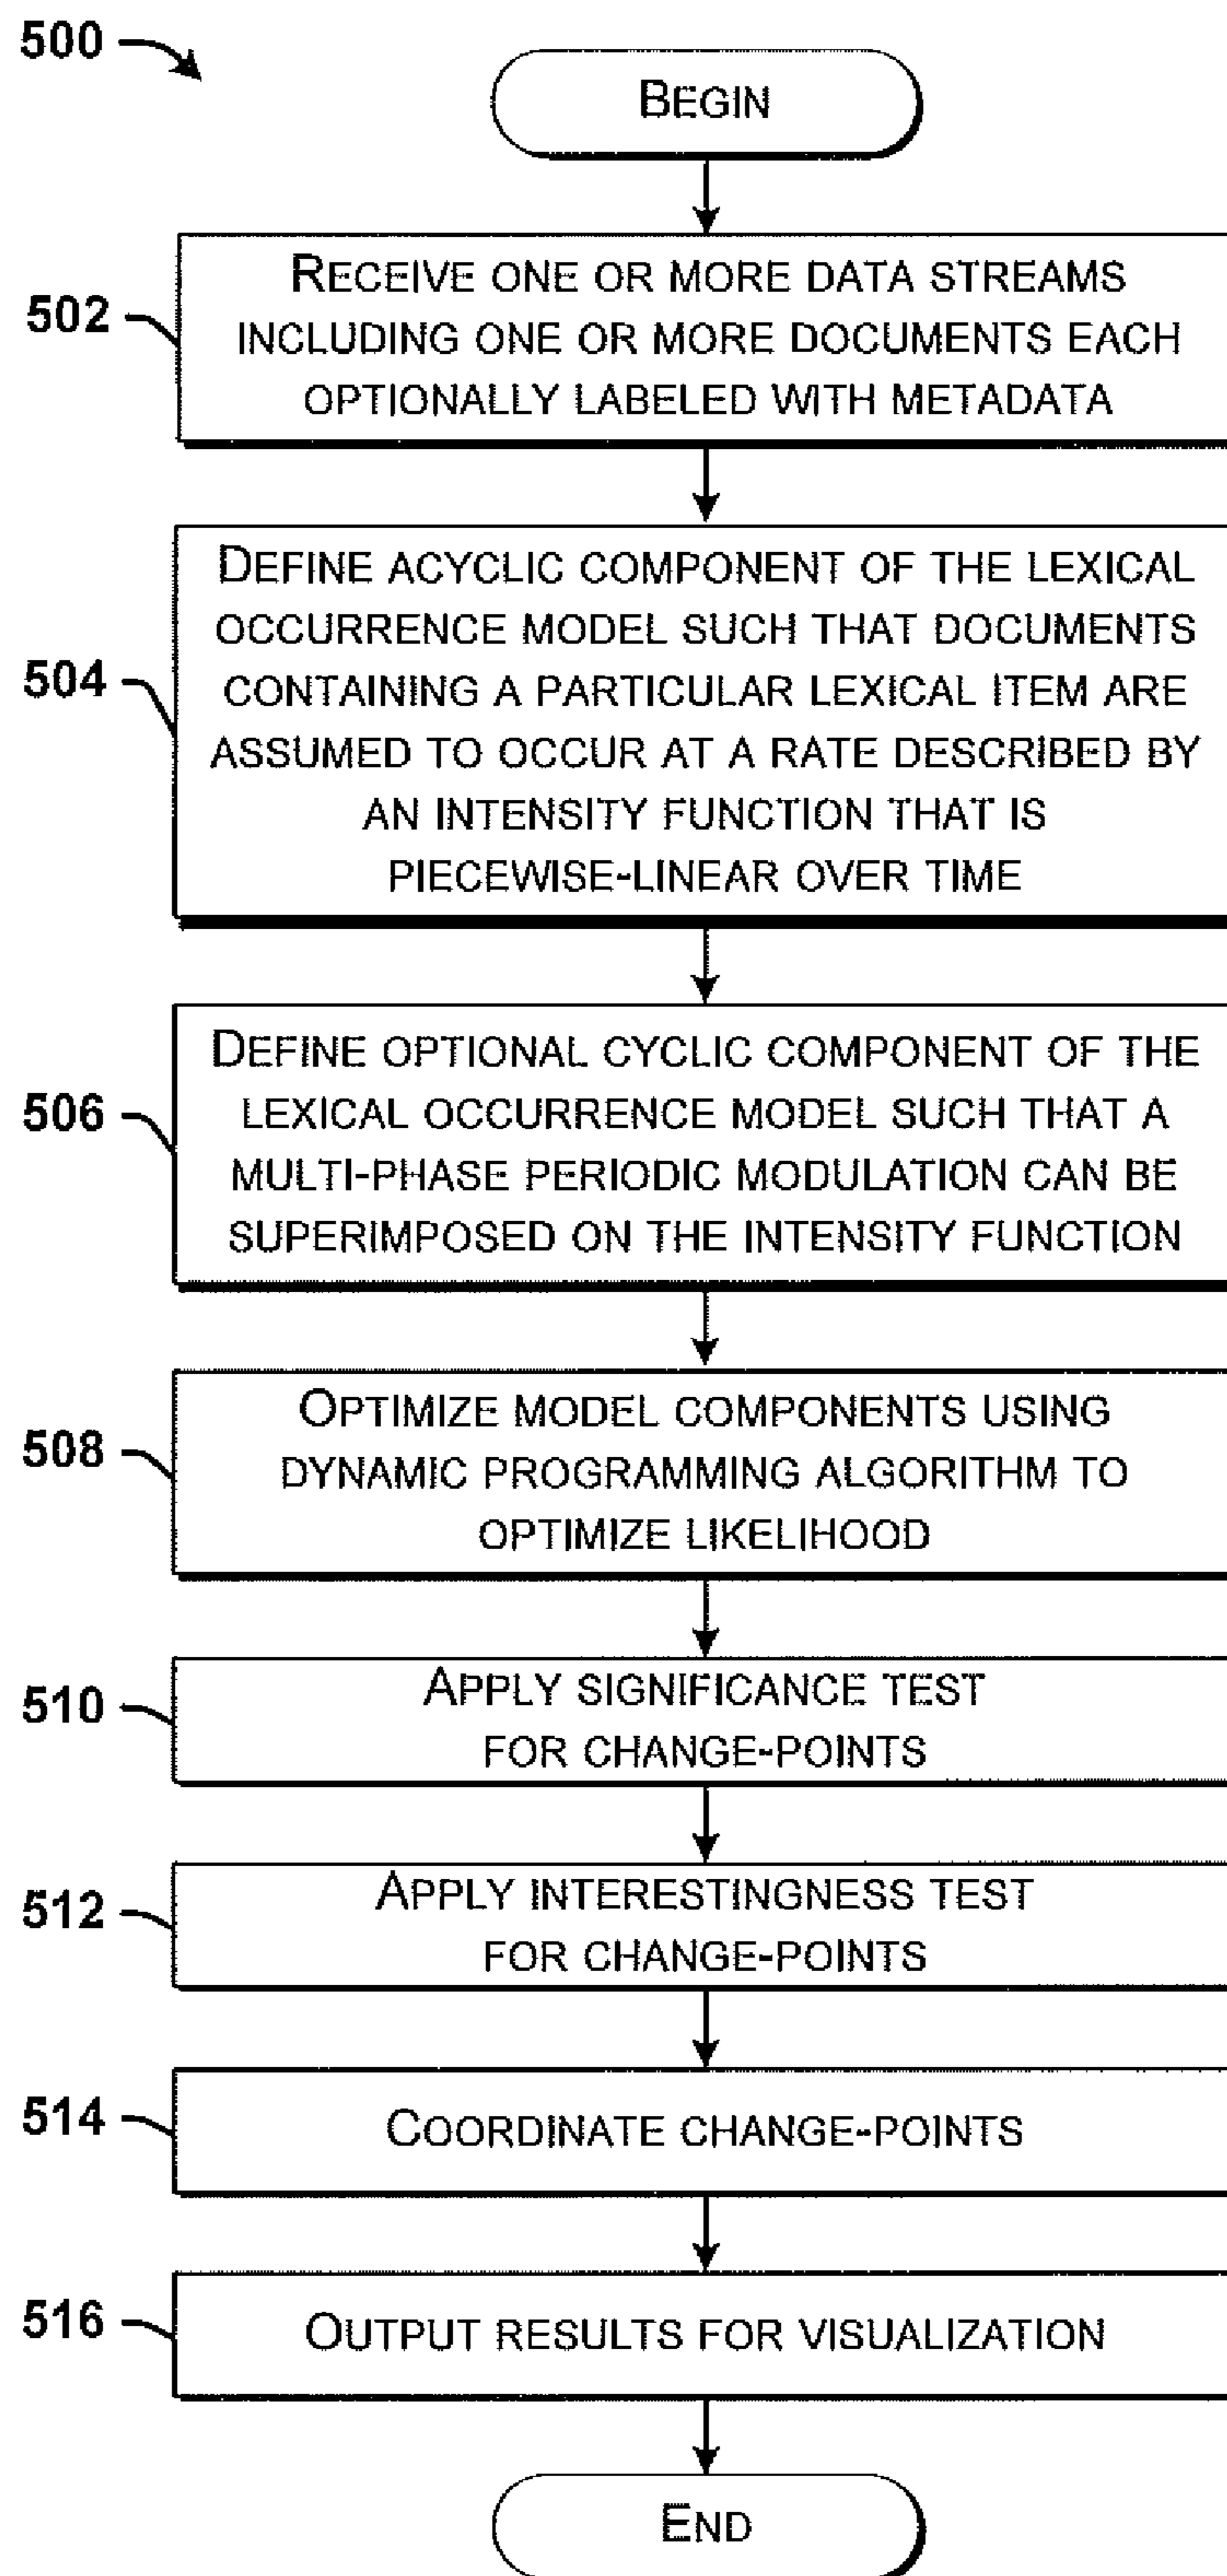 500
BEGIN
502
RECEIVE ONE OR MORE DATA STREAMS
INCLUDING ONE OR MORE DOCUMENTS EACH
OPTIONALLY LABELED WITH METADATA
504
DEFINE ACYCLIC COMPONENT OF THE LEXICAL
OCCURRENCE MODEL SUCH THAT DOCUMENTS
CONTAINING A PARTICULAR LEXICAL ITEM ARE
ASSUMED TO OCCUR AT A RATE DESCRIBED BY
AN INTENSITY FUNCTION THAT IS
PIECEWISE-LINEAR OVER TIME
506
DEFINE OPTIONAL CYCLIC COMPONENT OF THE
LEXICAL OCCURRENCE MODEL SUCH THAT A
MULTI-PHASE PERIODIC MODULATION CAN BE
SUPERIMPOSED ON THE INTENSITY FUNCTION
508
OPTIMIZE MODEL COMPONENTS USING
DYNAMIC PROGRAMMING ALGORITHM TO
OPTIMIZE LIKELIHOOD
510
APPLY SIGNIFICANCE TEST
FOR CHANGE-POINTS
512
APPLY INTERESTINGNESS TEST
FOR CHANGE-POINTS
514
COORDINATE CHANGE-POINTS
516
OUTPUT RESULTS FOR VISUALIZATION
END